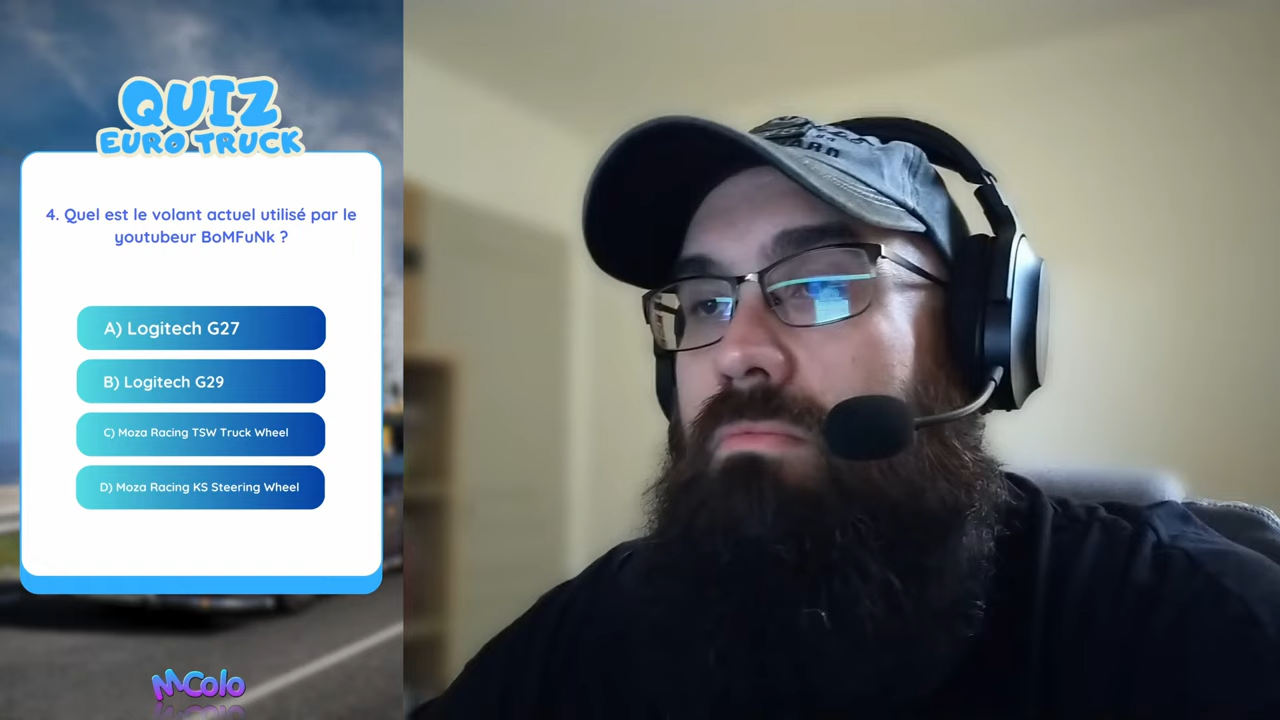 QUIZ
EURO TRUCK
4. Quel est le volant actuel utilisé par le
youtubeur BoMFuNk ?
A) Logitech G27
B) Logitech G29
C) Moza Racing TSW Truck Wheel
D) Moza Racing KS Steering Wheel
MColo